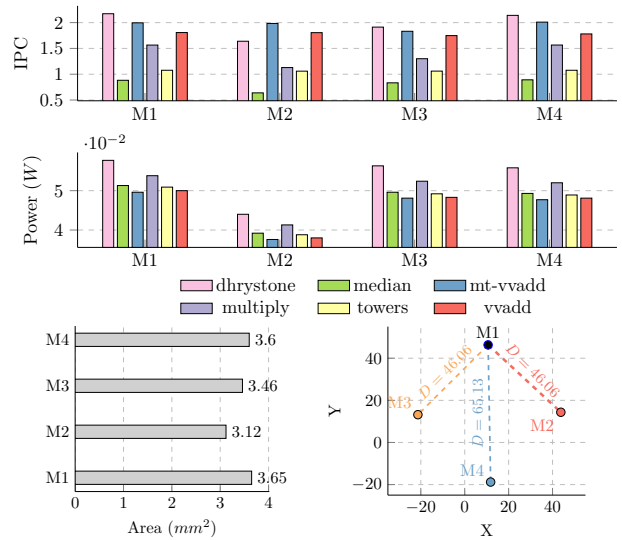 2
1.5
1
0.5
IPC
M1 M2 M3 M4
·10⁻²
5
4
Power (W)
M1 M2 M3 M4
dhrystone median mt-vvadd
multiply towers vvadd
M4 3.6
M3 3.46
M2 3.12
M1 3.65
0 1 2 3 4
Area (mm²)
M1
40
20
0
−20
Y
D = 46.06
D = 65.13
D = 46.06
M3
M2
M4
−20 0 20 40
X